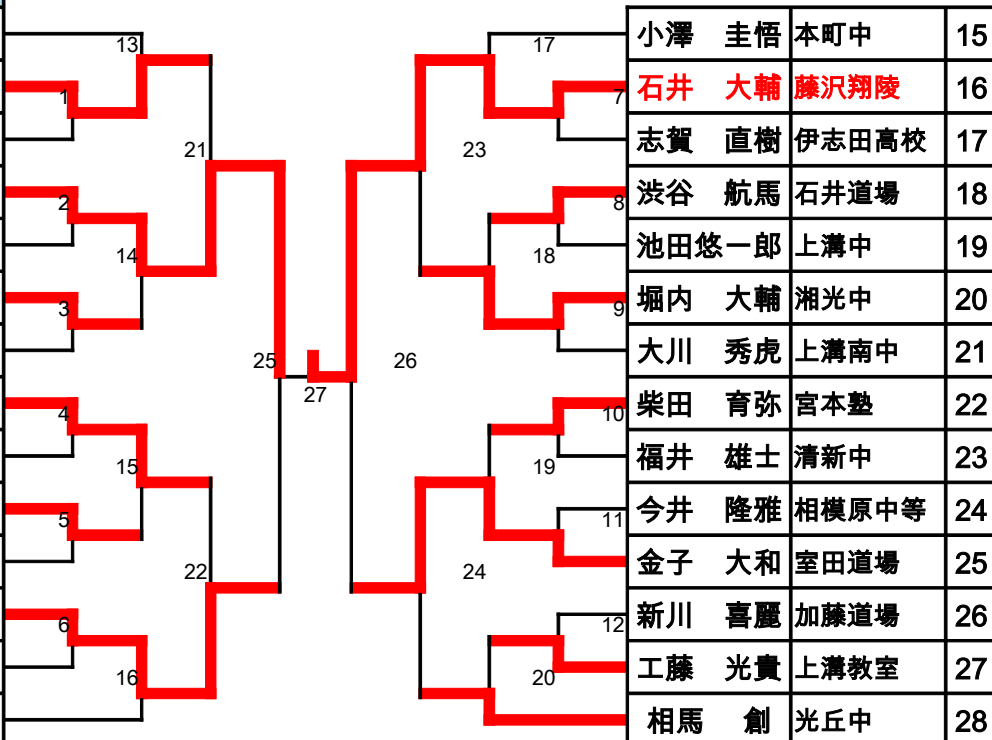 小澤 圭悟 本町中 15
石井 大輔 藤沢翔陵 16
志賀 直樹 伊志田高校 17
渋谷 航馬 石井道場 18
池田悠一郎 上溝中 19
堀内 大輔 湘光中 20
大川 秀虎 上溝南中 21
柴田 育弥 宮本塾 22
福井 雄士 清新中 23
今井 隆雅 相模原中等 24
金子 大和 室田道場 25
新川 喜麗 加藤道場 26
工藤 光貴 上溝教室 27
相馬 創 光丘中 28
1
2
3
4
5
6
13
14
15
16
21
22
25
27
26
23
24
17
18
19
20
7
8
9
10
11
12